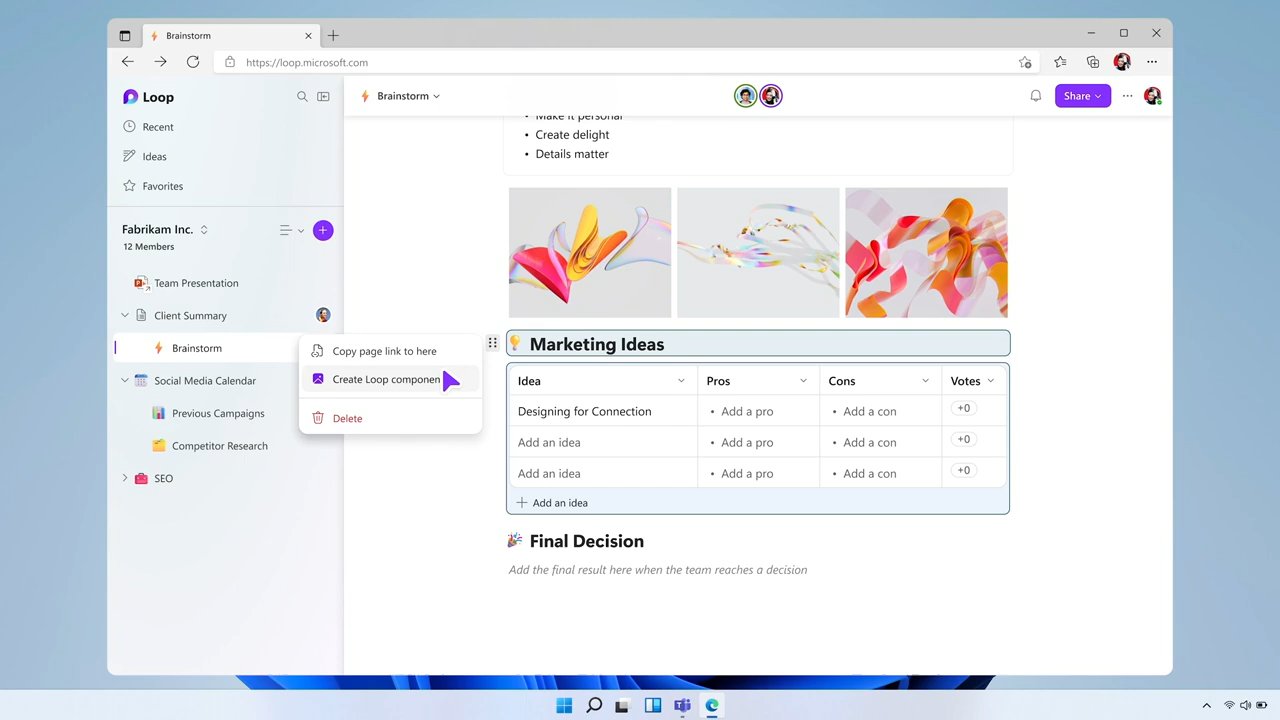 Brainstorm
https://loop.microsoft.com
Loop
Recent
Ideas
Favorites
Fabrikam Inc.
12 Members
Team Presentation
Client Summary
Brainstorm
Social Media Calendar
Previous Campaigns
Competitor Research
SEO
Copy page link to here
Create Loop componen
Delete
Brainstorm
Share
Make it personal
• Create delight
• Details matter
Marketing Ideas
Idea Pros Cons Votes
Designing for Connection • Add a pro • Add a con +0
Add an idea • Add a pro • Add a con +0
Add an idea • Add a pro • Add a con +0
Add an idea
Final Decision
Add the final result here when the team reaches a decision